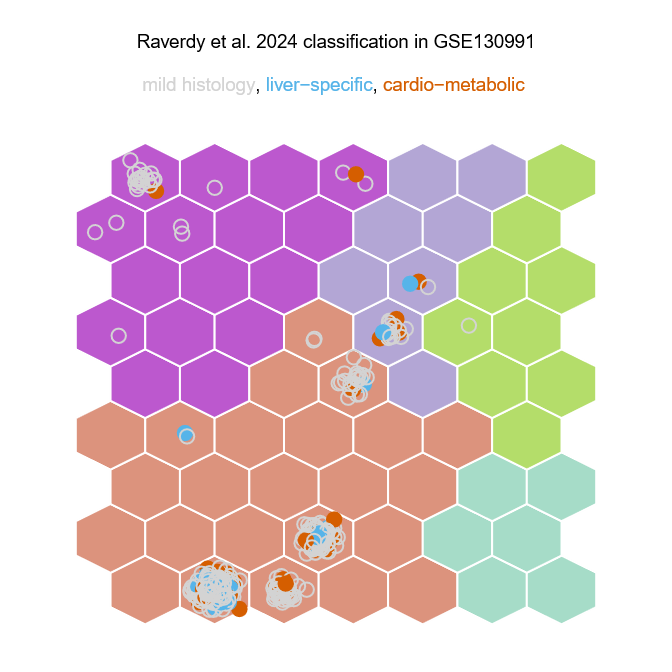 Raverdy et al. 2024 classification in GSE130991
mild histology, liver−specific, cardio−metabolic